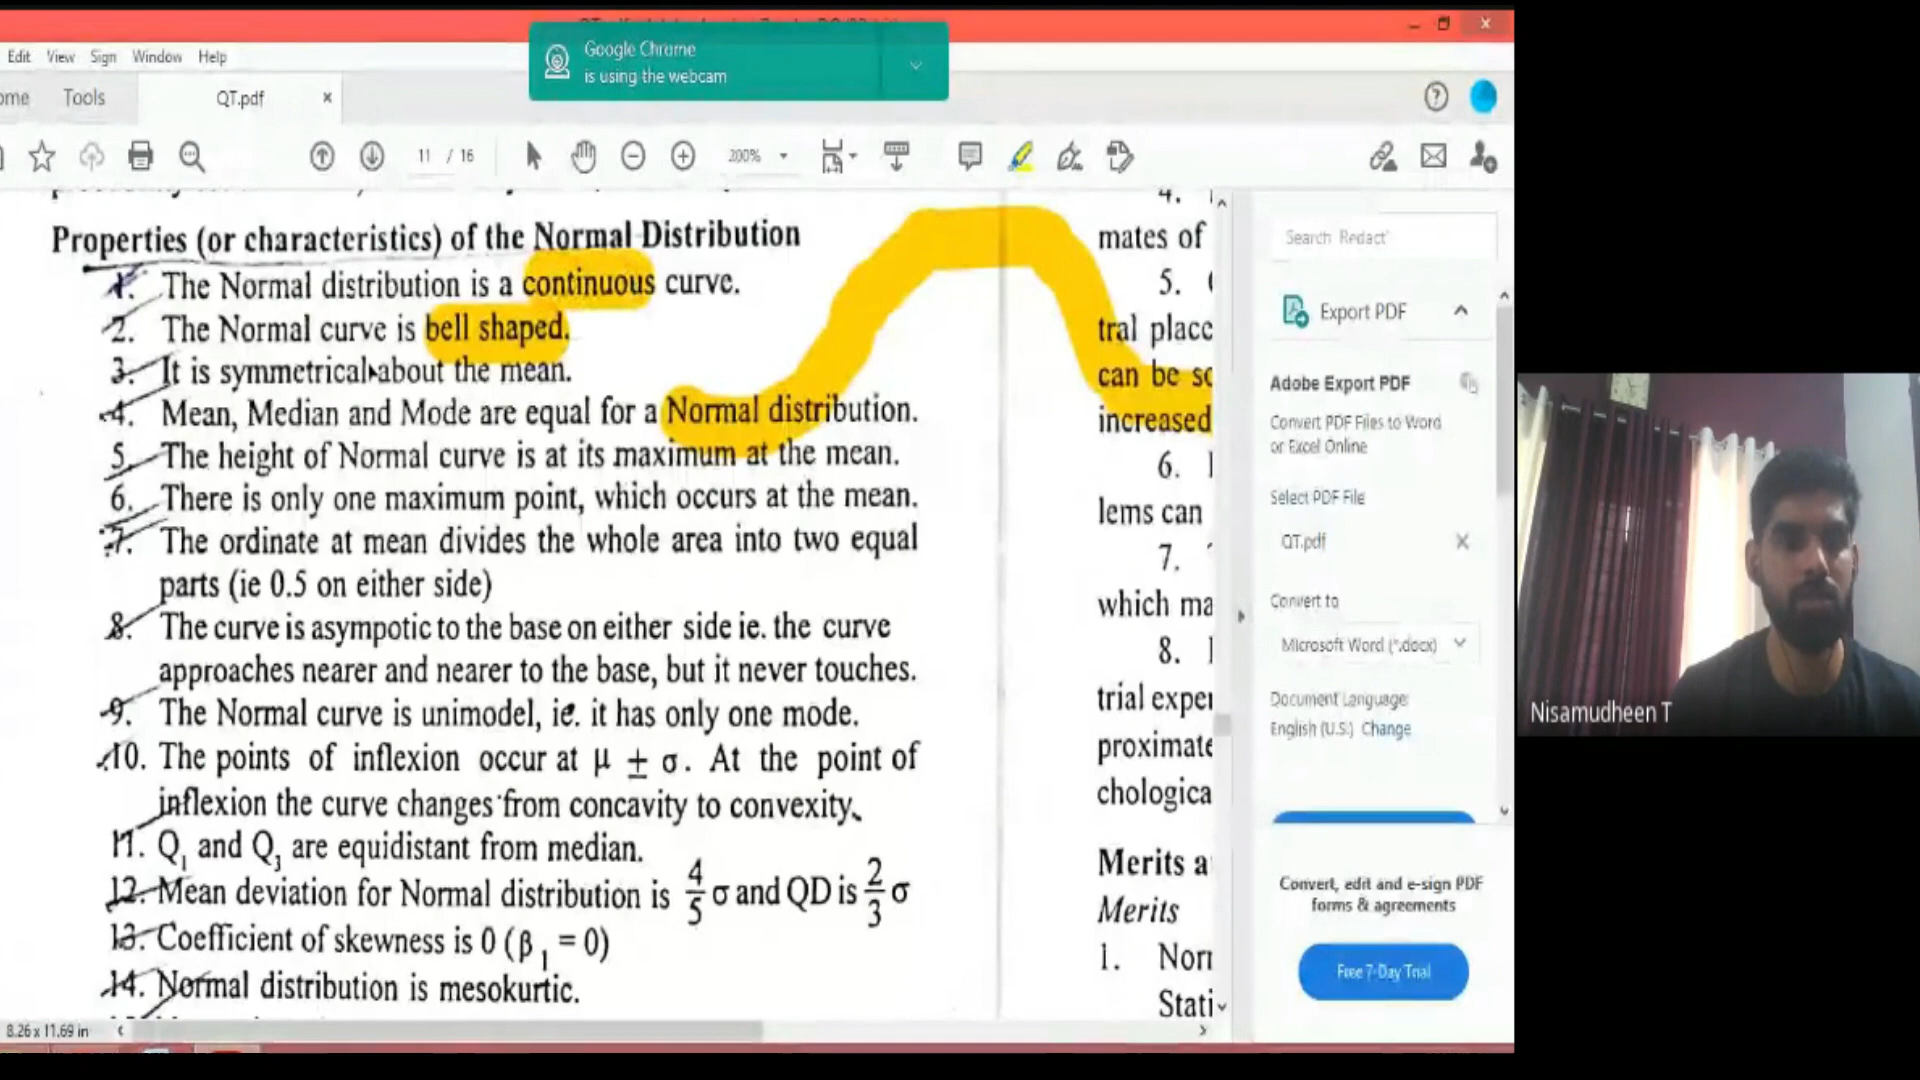 Google Chrome
is using the webcam
Edit View Sign Window Help
ome Tools QT.pdf ×
11 / 16 200%
Properties (or characteristics) of the Normal Distribution
1. The Normal distribution is a continuous curve.
2. The Normal curve is bell shaped.
3. It is symmetrical about the mean.
4. Mean, Median and Mode are equal for a Normal distribution.
5. The height of Normal curve is at its maximum at the mean.
6. There is only one maximum point, which occurs at the mean.
7. The ordinate at mean divides the whole area into two equal
parts (ie 0.5 on either side)
8. The curve is asympotic to the base on either side ie. the curve
approaches nearer and nearer to the base, but it never touches.
9. The Normal curve is unimodel, ie. it has only one mode.
10. The points of inflexion occur at μ ± σ. At the point of
inflexion the curve changes from concavity to convexity.
11. Q₁ and Q₃ are equidistant from median.
12. Mean deviation for Normal distribution is 4/5 σ and QD is 2/3 σ
13. Coefficient of skewness is 0 (β₁ = 0)
14. Normal distribution is mesokurtic.
4.
mates of
5.
tral place
can be so
increased
6.
lems can
7.
which ma
8.
trial exper
proximate
chologica
Merits a
Merits
1. Norr
Stati
Search 'Redact'
Export PDF
Adobe Export PDF
Convert PDF Files to Word
or Excel Online
Select PDF File
QT.pdf ×
Convert to
Microsoft Word (*.docx)
Document Language:
English (U.S.) Change
Convert, edit and e-sign PDF
forms & agreements
Free 7-Day Trial
8.26 x 11.69 in
Nisamudheen T